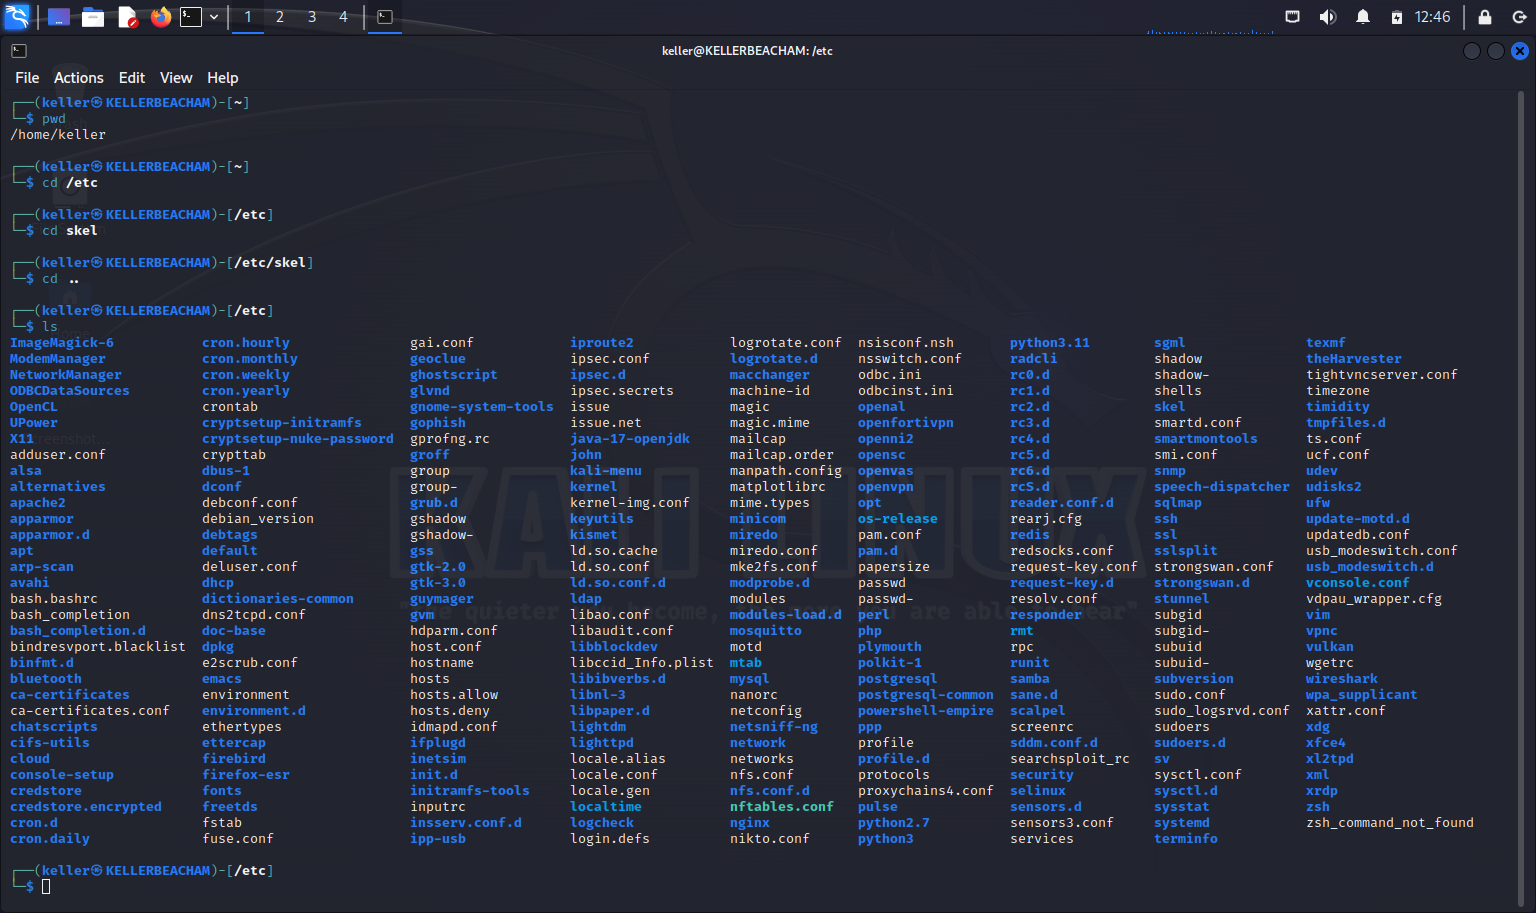 1 2 3 4 12:46
keller@KELLERBEACHAM: /etc
File Actions Edit View Help
┌──(keller㉿KELLERBEACHAM)-[~]
└─$ pwd
/home/keller
┌──(keller㉿KELLERBEACHAM)-[~]
└─$ cd /etc
┌──(keller㉿KELLERBEACHAM)-[/etc]
└─$ cd skel
┌──(keller㉿KELLERBEACHAM)-[/etc/skel]
└─$ cd ..
┌──(keller㉿KELLERBEACHAM)-[/etc]
└─$ ls
ImageMagick-6 cron.hourly gai.conf iproute2 logrotate.conf nsisconf.nsh python3.11 sgml texmf
ModemManager cron.monthly geoclue ipsec.conf logrotate.d nsswitch.conf radcli shadow theHarvester
NetworkManager cron.weekly ghostscript ipsec.d macchanger odbc.ini rc0.d shadow- tightvncserver.conf
ODBCDataSources cron.yearly glvnd ipsec.secrets machine-id odbcinst.ini rc1.d shells timezone
OpenCL crontab gnome-system-tools issue magic openal rc2.d skel timidity
UPower cryptsetup-initramfs gophish issue.net magic.mime openfortivpn rc3.d smartd.conf tmpfiles.d
X11 cryptsetup-nuke-password gprofng.rc java-17-openjdk mailcap openni2 rc4.d smartmontools ts.conf
adduser.conf crypttab groff john mailcap.order opensc rc5.d smi.conf ucf.conf
alsa dbus-1 group kali-menu manpath.config openvas rc6.d snmp udev
alternatives dconf group- kernel matplotlibrc openvpn rcS.d speech-dispatcher udisks2
apache2 debconf.conf grub.d kernel-img.conf mime.types opt reader.conf.d sqlmap ufw
apparmor debian_version gshadow keyutils minicom os-release rearj.cfg ssh update-motd.d
apparmor.d debtags gshadow- kismet miredo pam.conf redis ssl updatedb.conf
apt default gss ld.so.cache miredo.conf pam.d redsocks.conf sslsplit usb_modeswitch.conf
arp-scan deluser.conf gtk-2.0 ld.so.conf mke2fs.conf papersize request-key.conf strongswan.conf usb_modeswitch.d
avahi dhcp gtk-3.0 ld.so.conf.d modprobe.d passwd request-key.d strongswan.d vconsole.conf
bash.bashrc dictionaries-common guymager ldap modules passwd- resolv.conf stunnel vdpau_wrapper.cfg
bash_completion dns2tcpd.conf gvm libao.conf modules-load.d perl responder subgid vim
bash_completion.d doc-base hdparm.conf libaudit.conf mosquitto php rmt subgid- vpnc
bindresvport.blacklist dpkg host.conf libblockdev motd plymouth rpc subuid vulkan
binfmt.d e2scrub.conf hostname libccid_Info.plist mtab polkit-1 runit subuid- wgetrc
bluetooth emacs hosts libibverbs.d mysql postgresql samba subversion wireshark
ca-certificates environment hosts.allow libnl-3 nanorc postgresql-common sane.d sudo.conf wpa_supplicant
ca-certificates.conf environment.d hosts.deny libpaper.d netconfig powershell-empire scalpel sudo_logsrvd.conf xattr.conf
chatscripts ethertypes idmapd.conf lightdm netsniff-ng ppp screenrc sudoers xdg
cifs-utils ettercap ifplugd lighttpd network profile sddm.conf.d sudoers.d xfce4
cloud firebird inetsim locale.alias networks profile.d searchsploit_rc sv xl2tpd
console-setup firefox-esr init.d locale.conf nfs.conf protocols security sysctl.conf xml
credstore fonts initramfs-tools locale.gen nfs.conf.d proxychains4.conf selinux sysctl.d xrdp
credstore.encrypted freetds inputrc localtime nftables.conf pulse sensors.d sysstat zsh
cron.d fstab insserv.conf.d logcheck nginx python2.7 sensors3.conf systemd zsh_command_not_found
cron.daily fuse.conf ipp-usb login.defs nikto.conf python3 services terminfo
┌──(keller㉿KELLERBEACHAM)-[/etc]
└─$
KALI LINUX